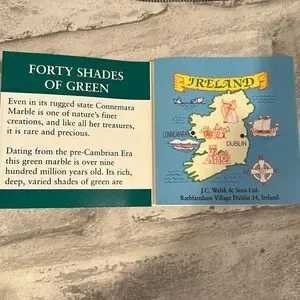 FORTY SHADES
OF GREEN
Even in its rugged state Connemara
Marble is one of nature's finer
creations, and like all her treasures,
it is rare and precious.
Dating from the pre-Cambrian Era
this green marble is over nine
hundred million years old. Its rich,
deep, varied shades of green are
IRELAND
CONNEMARA
DUBLIN
J.C. Walsh & Sons Ltd.
Rathfarnham Village Dublin 14, Ireland.